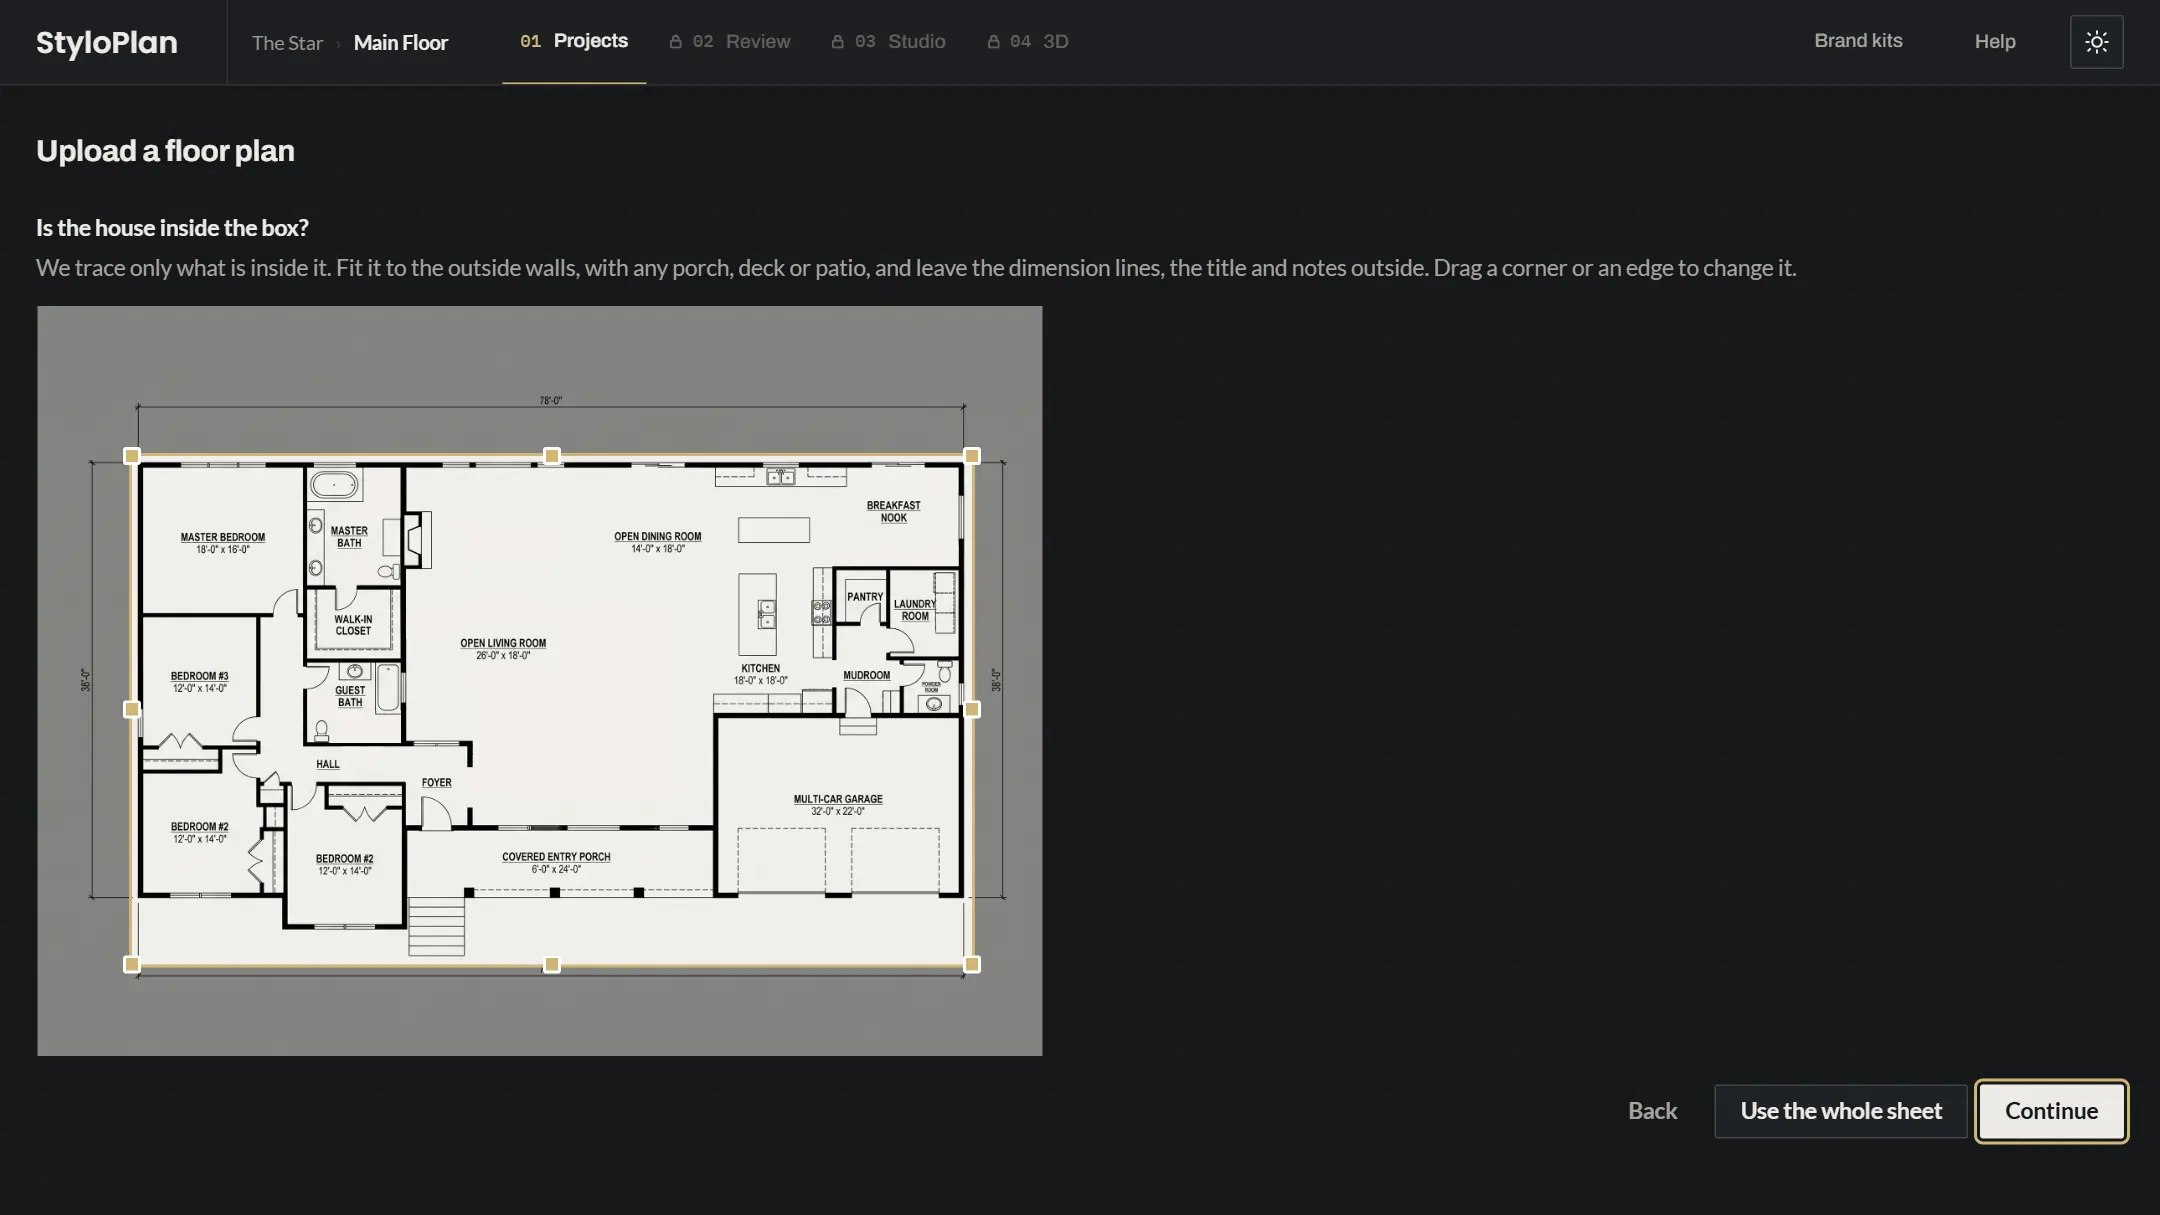 StyloPlan
The Star › Main Floor
01 Projects
02 Review
03 Studio
04 3D
Brand kits
Help
Upload a floor plan
Is the house inside the box?
We trace only what is inside it. Fit it to the outside walls, with any porch, deck or patio, and leave the dimension lines, the title and notes outside. Drag a corner or an edge to change it.
78'-0"
MASTER BEDROOM
18'-0" x 16'-0"
MASTER
BATH
OPEN DINING ROOM
14'-0" x 18'-0"
BREAKFAST
NOOK
WALK-IN
CLOSET
PANTRY
LAUNDRY
ROOM
OPEN LIVING ROOM
26'-0" x 18'-0"
KITCHEN
18'-0" x 18'-0"
MUDROOM
POWDER
ROOM
38'-0"
38'-0"
BEDROOM #3
12'-0" x 14'-0"
GUEST
BATH
HALL
FOYER
MULTI-CAR GARAGE
32'-0" x 22'-0"
BEDROOM #2
12'-0" x 14'-0"
BEDROOM #2
12'-0" x 14'-0"
COVERED ENTRY PORCH
6'-0" x 24'-0"
Back
Use the whole sheet
Continue